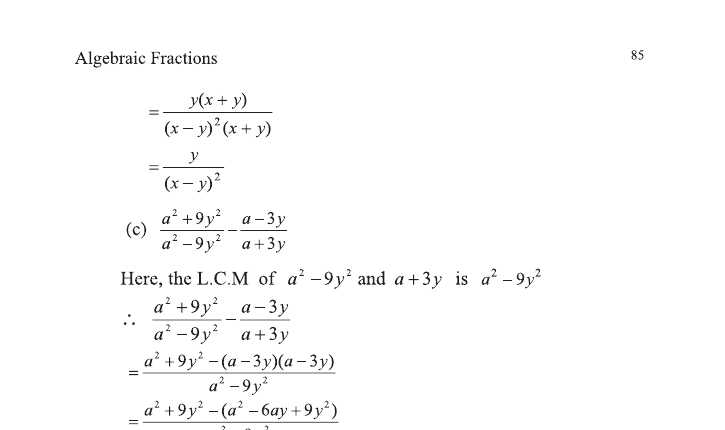 Algebraic Fractions 85
= y(x + y) / (x − y)²(x + y)
= y / (x − y)²
(c) a² + 9y² / a² − 9y² − a − 3y / a + 3y
Here, the L.C.M of a² − 9y² and a + 3y is a² − 9y²
∴ a² + 9y² / a² − 9y² − a − 3y / a + 3y
= a² + 9y² − (a − 3y)(a − 3y) / a² − 9y²
= a² + 9y² − (a² − 6ay + 9y²)